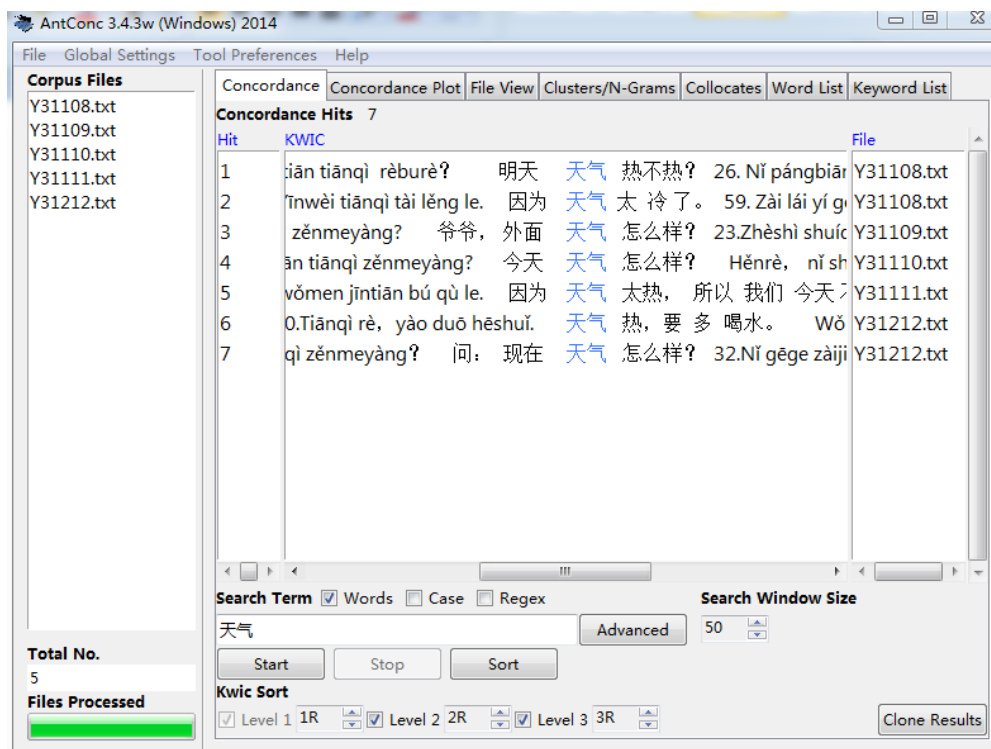 AntConc 3.4.3w (Windows) 2014
File Global Settings Tool Preferences Help
Corpus Files
Y31108.txt
Y31109.txt
Y31110.txt
Y31111.txt
Y31212.txt
Total No.
5
Files Processed
Concordance Concordance Plot File View Clusters/N-Grams Collocates Word List Keyword List
Concordance Hits 7
Hit KWIC File
1 tiān tiānqì rèburè? 明天 天气 热不热? 26. Nǐ pángbiār Y31108.txt
2 Yīnwèi tiānqì tài lěng le. 因为 天气 太 冷 了。 59. Zài lái yí g Y31108.txt
3 zěnmeyàng? 爷爷, 外面 天气 怎么样? 23.Zhèshì shuíd Y31109.txt
4 ān tiānqì zěnmeyàng? 今天 天气 怎么样? Hěnrè, nǐ sh Y31110.txt
5 wǒmen jīntiān bú qù le. 因为 天气 太热, 所以 我们 今天 Y31111.txt
6 0.Tiānqì rè, yào duō hēshuǐ. 天气 热, 要 多 喝水。 Wǒ Y31212.txt
7 qì zěnmeyàng? 问: 现在 天气 怎么样? 32.Nǐ gēge zàiji Y31212.txt
Search Term Words Case Regex Search Window Size
天气 Advanced 50
Start Stop Sort
Kwic Sort
Level 1 1R Level 2 2R Level 3 3R Clone Results